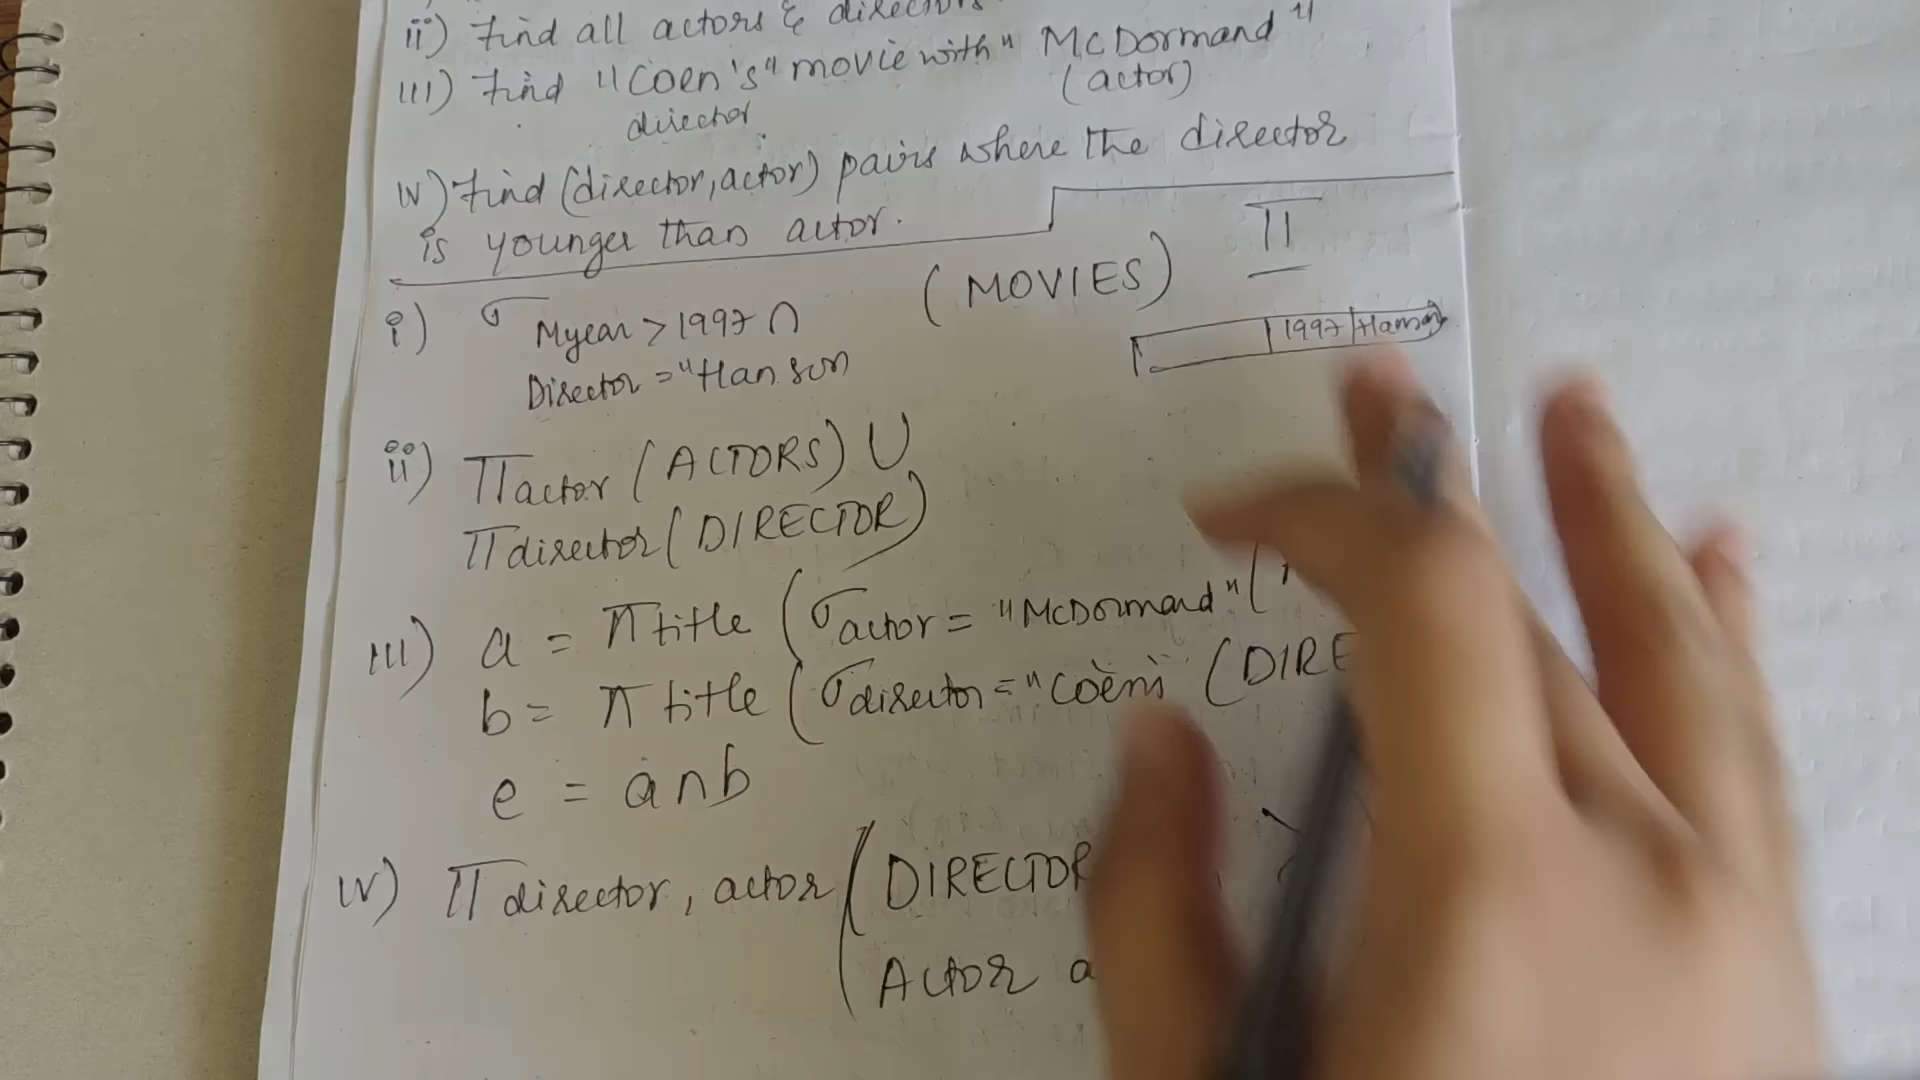 ii) Find all actors & directors
iii) Find "Coen's" movie with "McDormand"
director (actor)
iv) Find (director, actor) pairs where the director
is younger than actor.
i) σ Myear > 1997 ∩ (MOVIES) π
Director = "Hanson
1997 Hanson
ii) π actor (ACTORS) ∪
π director (DIRECTOR)
iii) a = π title (σ actor = "McDormand" (
b = π title (σ director = "Coen's (DIRE
e = a ∩ b
iv) π director, actor (DIRECTOR
Actor a